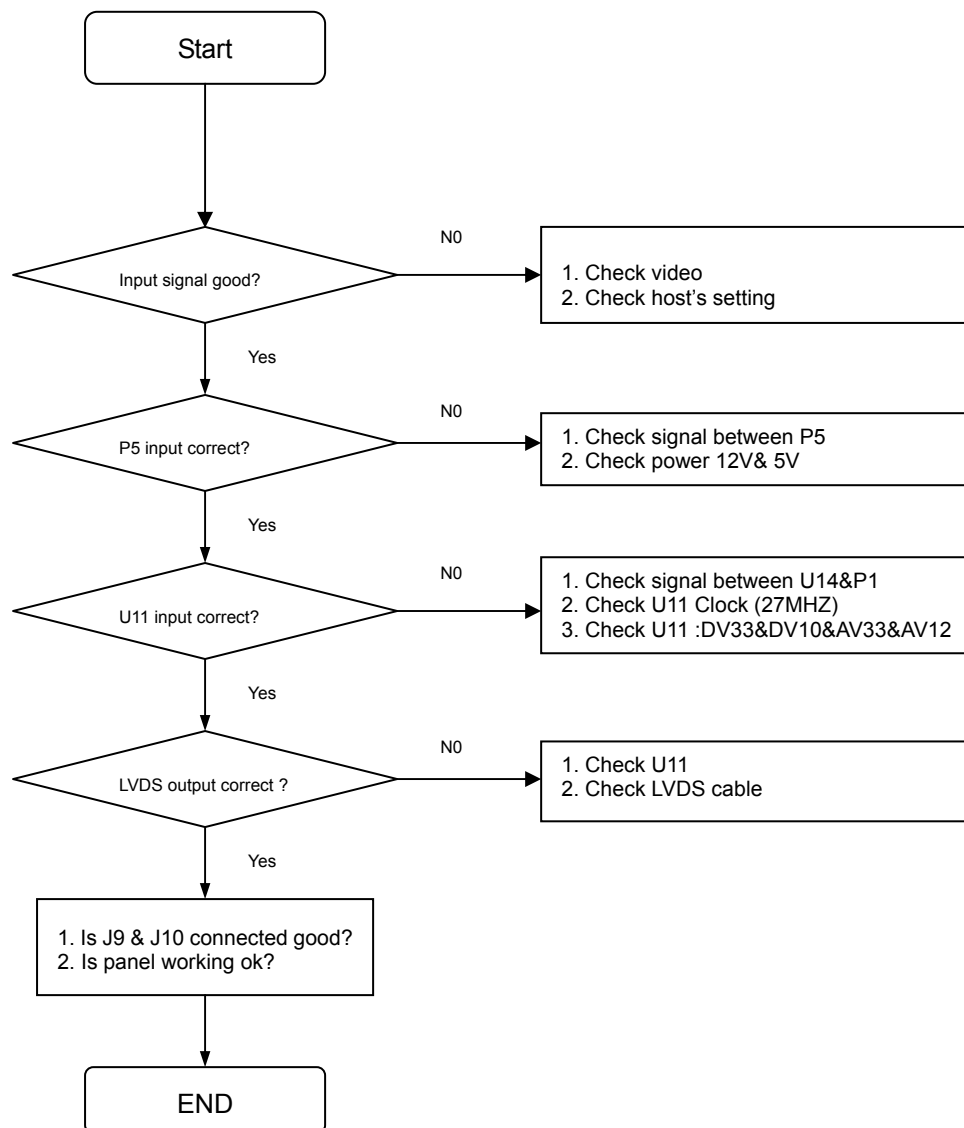 Start
Input signal good?
N0
1. Check video
2. Check host’s setting
Yes
P5 input correct?
N0
1. Check signal between P5
2. Check power 12V& 5V
Yes
U11 input correct?
N0
1. Check signal between U14&P1
2. Check U11 Clock (27MHZ)
3. Check U11 :DV33&DV10&AV33&AV12
Yes
LVDS output correct ?
N0
1. Check U11
2. Check LVDS cable
Yes
1. Is J9 & J10 connected good?
2. Is panel working ok?
END